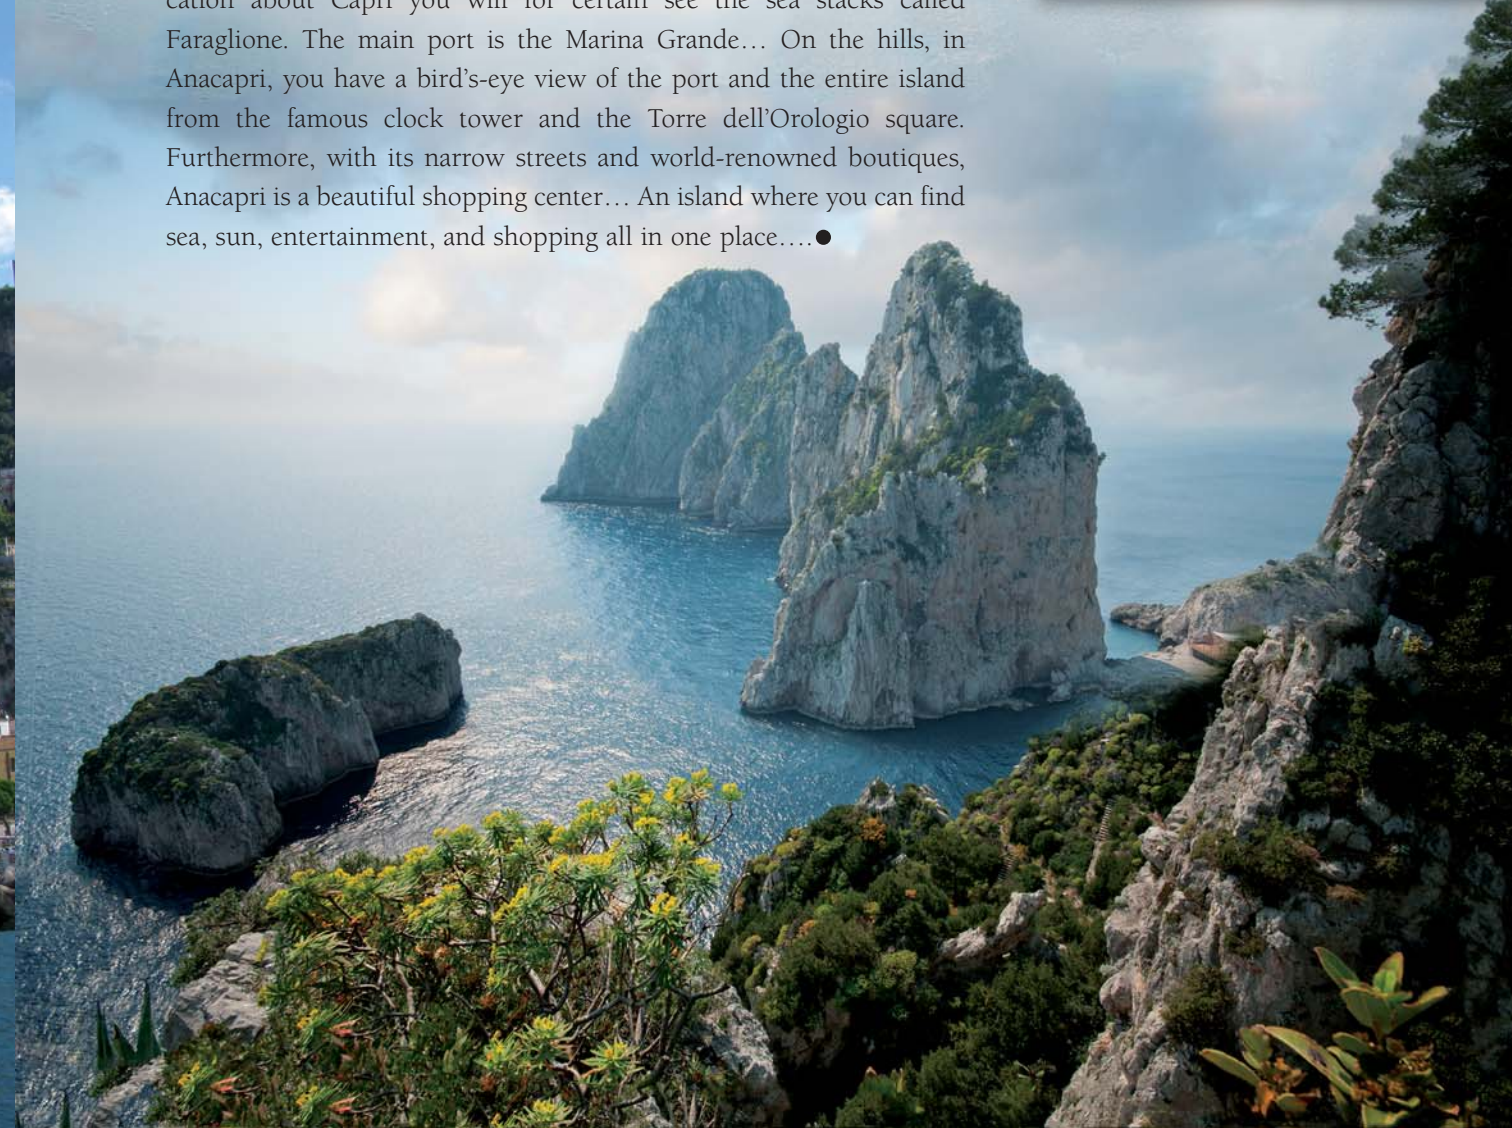 cation about Capri you will for certain see the sea stacks called
Faraglione. The main port is the Marina Grande… On the hills, in
Anacapri, you have a bird’s-eye view of the port and the entire island
from the famous clock tower and the Torre dell’Orologio square.
Furthermore, with its narrow streets and world-renowned boutiques,
Anacapri is a beautiful shopping center… An island where you can find
sea, sun, entertainment, and shopping all in one place….●